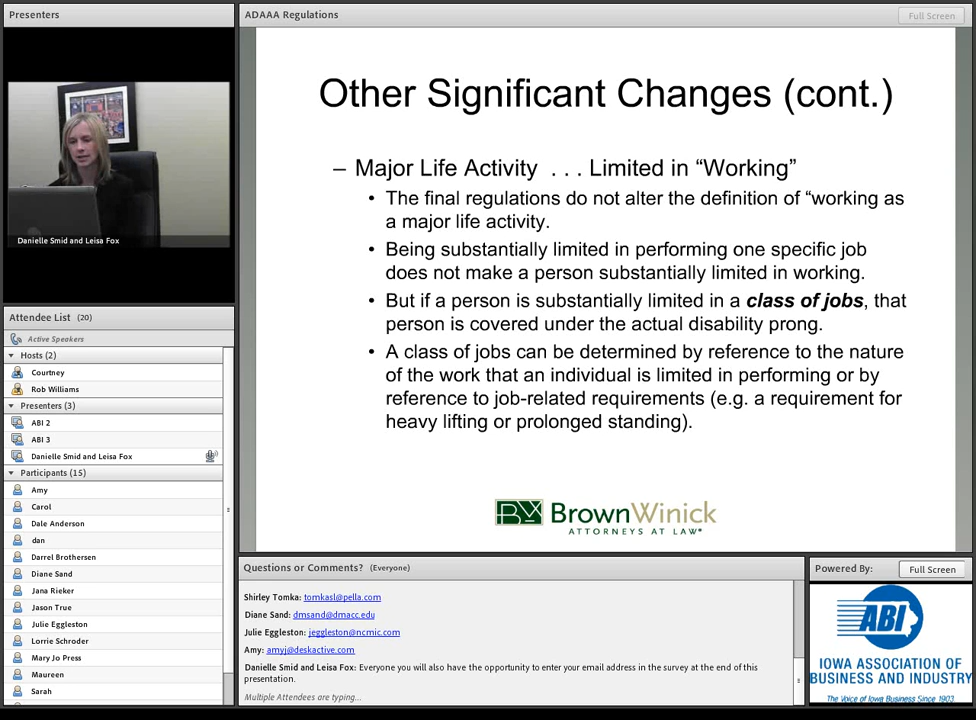 Presenters
Danielle Smid and Leisa Fox
Attendee List (20)
Active Speakers
Hosts (2)
Courtney
Rob Williams
Presenters (3)
ABI 2
ABI 3
Danielle Smid and Leisa Fox
Participants (15)
Amy
Carol
Dale Anderson
dan
Darrel Brothersen
Diane Sand
Jana Rieker
Jason True
Julie Eggleston
Lorrie Schroder
Mary Jo Press
Maureen
Sarah
ADAAA Regulations
Full Screen
Other Significant Changes (cont.)
– Major Life Activity . . . Limited in “Working”
• The final regulations do not alter the definition of “working as
a major life activity.
• Being substantially limited in performing one specific job
does not make a person substantially limited in working.
• But if a person is substantially limited in a class of jobs, that
person is covered under the actual disability prong.
• A class of jobs can be determined by reference to the nature
of the work that an individual is limited in performing or by
reference to job-related requirements (e.g. a requirement for
heavy lifting or prolonged standing).
BrownWinick
ATTORNEYS AT LAW®
Questions or Comments? (Everyone)
Shirley Tomka: tomkasl@pella.com
Diane Sand: dmsand@dmacc.edu
Julie Eggleston: jeggleston@ncmic.com
Amy: amyj@deskactive.com
Danielle Smid and Leisa Fox: Everyone you will also have the opportunity to enter your email address in the survey at the end of this
presentation.
Multiple Attendees are typing...
Powered By:
Full Screen
ABI
IOWA ASSOCIATION OF
BUSINESS AND INDUSTRY
The Voice of Iowa Business Since 1903